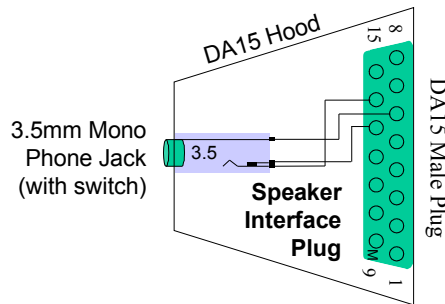 DA15 Hood
15
8
3.5mm Mono
Phone Jack
(with switch)
3.5
Speaker
Interface
Plug
M
9
1
DA15 Male Plug